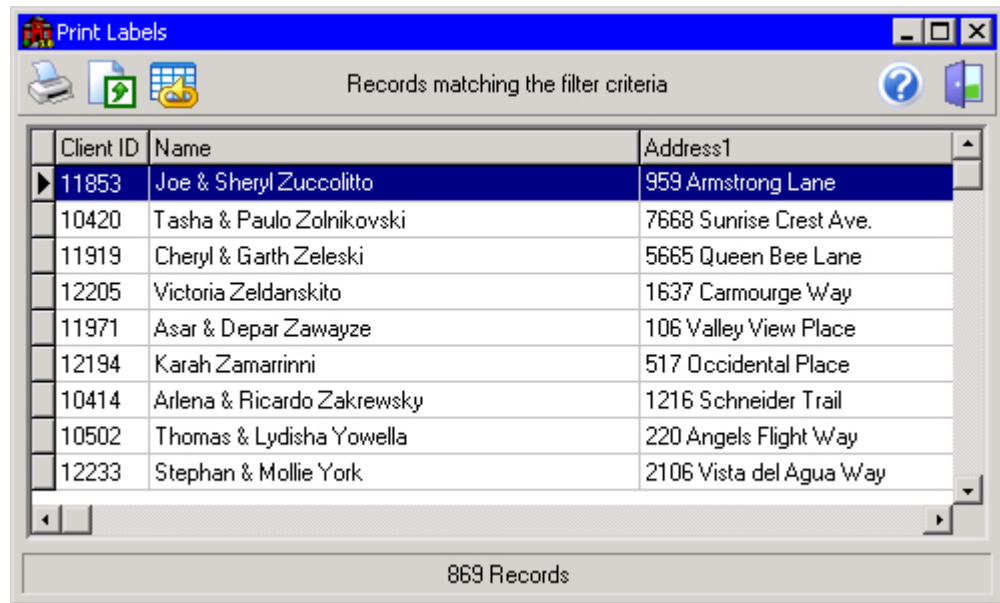 Print Labels
Records matching the filter criteria
Client ID Name Address1
11853 Joe & Sheryl Zuccolitto 959 Armstrong Lane
10420 Tasha & Paulo Zolnikovski 7668 Sunrise Crest Ave.
11919 Cheryl & Garth Zeleski 5665 Queen Bee Lane
12205 Victoria Zeldanskito 1637 Carmourge Way
11971 Asar & Depar Zawayze 106 Valley View Place
12194 Karah Zamarrinni 517 Occidental Place
10414 Arlena & Ricardo Zakrewsky 1216 Schneider Trail
10502 Thomas & Lydisha Yowella 220 Angels Flight Way
12233 Stephan & Mollie York 2106 Vista del Agua Way
869 Records